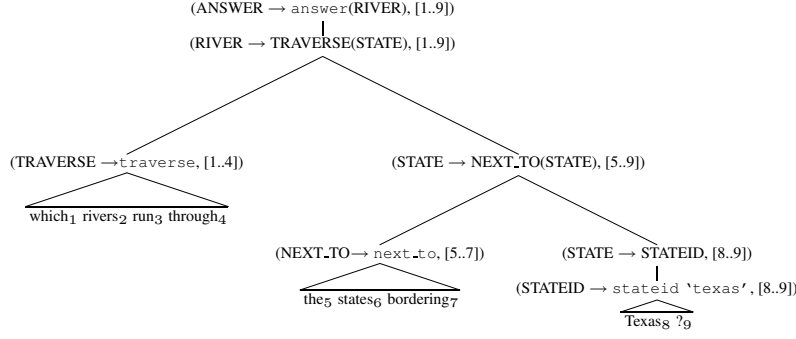 (ANSWER → answer(RIVER), [1..9])
(RIVER → TRAVERSE(STATE), [1..9])
(TRAVERSE →traverse, [1..4])
(STATE → NEXT_TO(STATE), [5..9])
which1 rivers2 run3 through4
(NEXT_TO→ next_to, [5..7])
(STATE → STATEID, [8..9])
the5 states6 bordering7
(STATEID → stateid ‘texas’, [8..9])
Texas8 ?9